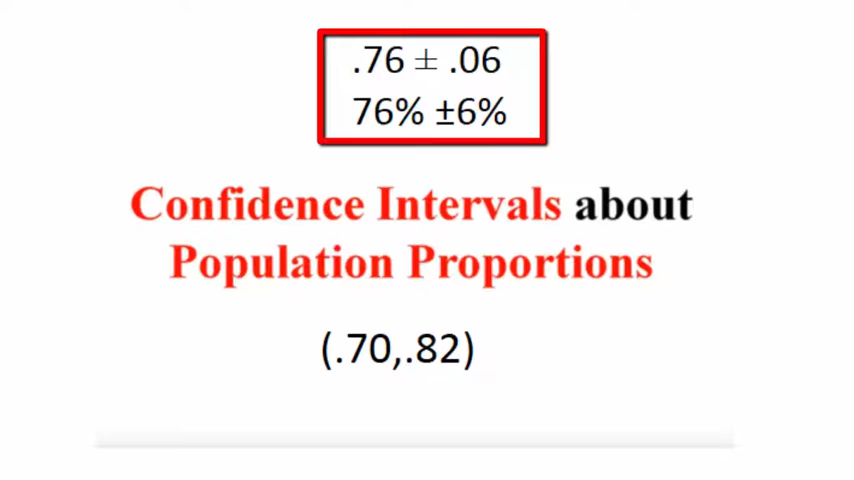 .76 ± .06
76% ±6%
Confidence Intervals about
Population Proportions
(.70,.82)